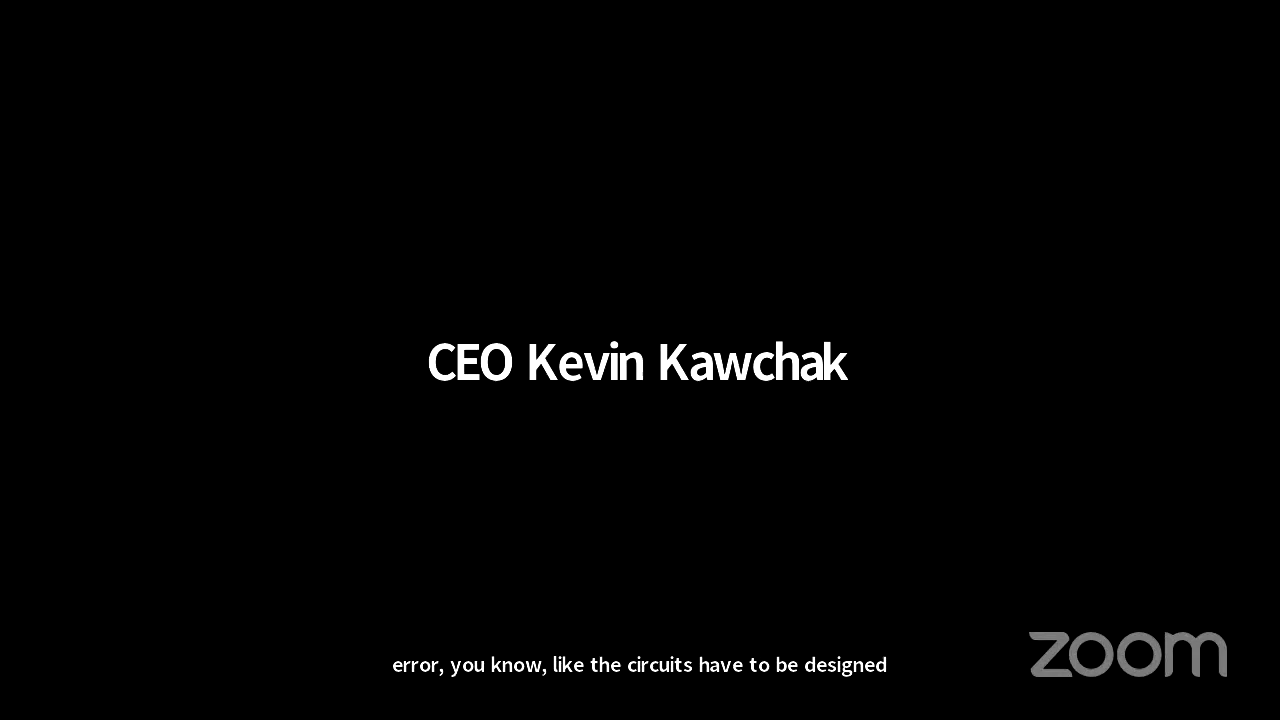 CEO Kevin Kawchak
error, you know, like the circuits have to be designed
zoom